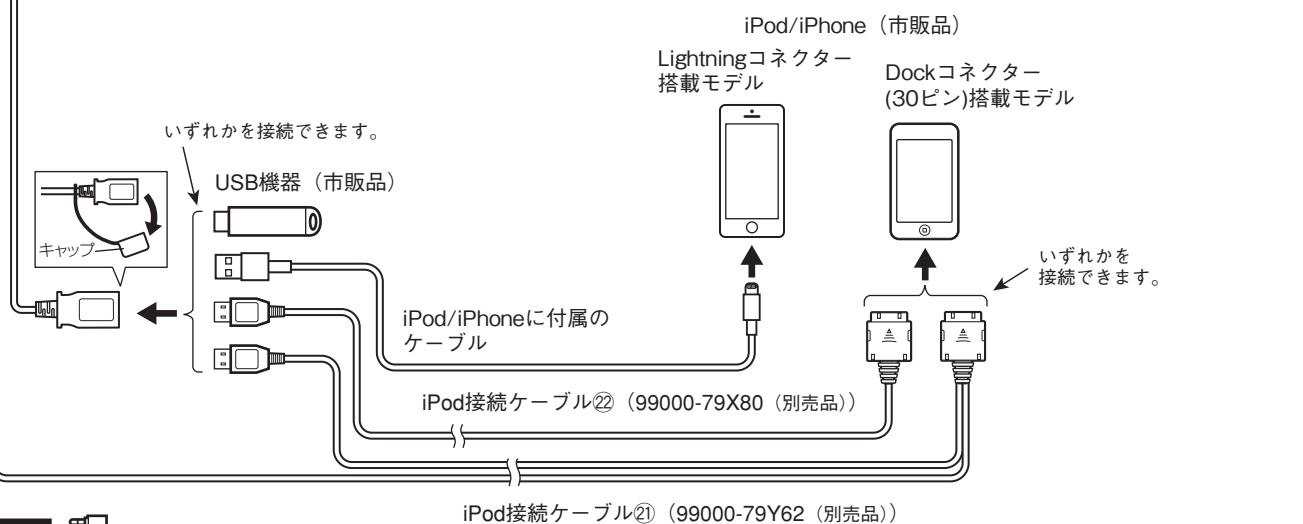 iPod/iPhone（市販品）
Lightningコネクター
搭載モデル
Dockコネクター
(30ピン)搭載モデル
いずれかを接続できます。
USB機器（市販品）
キャップ
いずれかを
接続できます。
iPod/iPhoneに付属の
ケーブル
iPod接続ケーブル㉒（99000-79X80（別売品））
iPod接続ケーブル㉑（99000-79Y62（別売品））